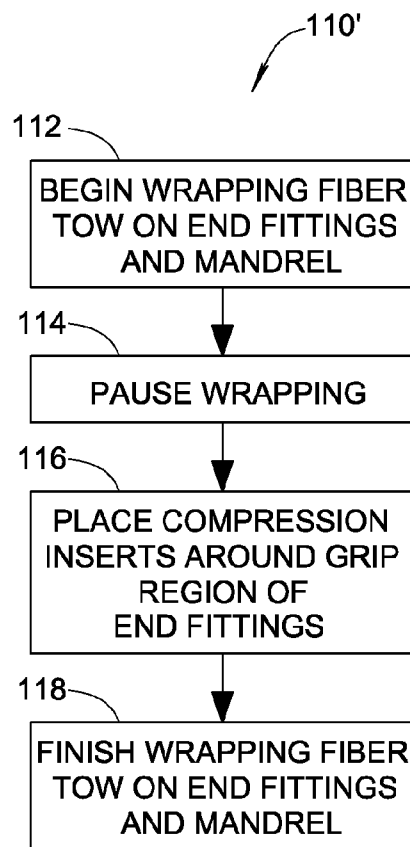 110'
112
BEGIN WRAPPING FIBER
TOW ON END FITTINGS
AND MANDREL
114
PAUSE WRAPPING
116
PLACE COMPRESSION
INSERTS AROUND GRIP
REGION OF
END FITTINGS
118
FINISH WRAPPING FIBER
TOW ON END FITTINGS
AND MANDREL